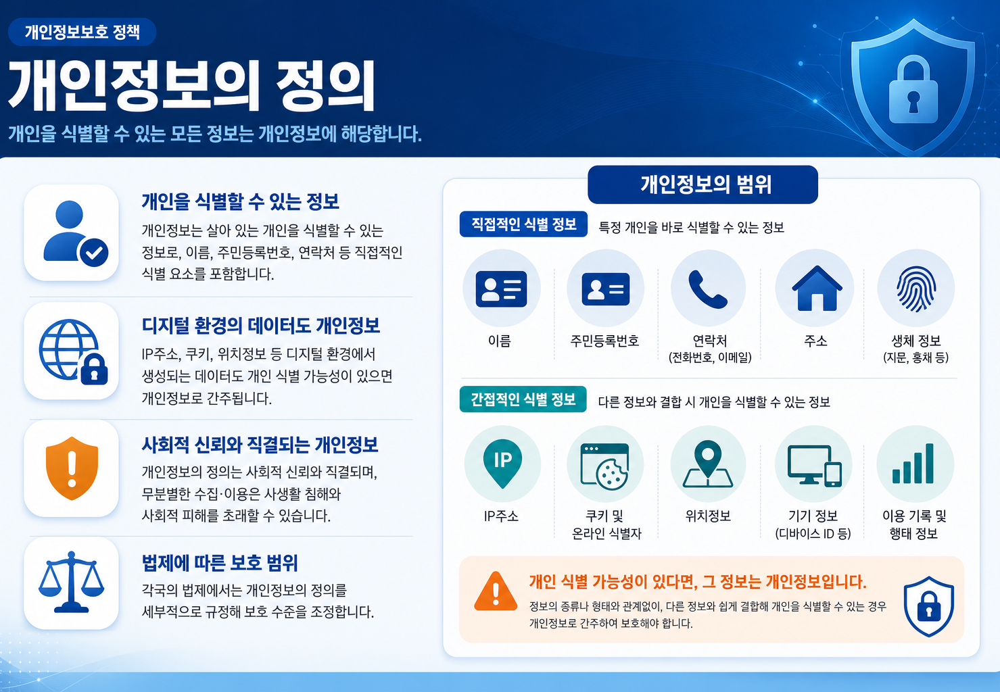 개인정보보호 정책
개인정보의 정의
개인을 식별할 수 있는 모든 정보는 개인정보에 해당합니다.
개인을 식별할 수 있는 정보
개인정보는 살아 있는 개인을 식별할 수 있는
정보로, 이름, 주민등록번호, 연락처 등 직접적인
식별 요소를 포함합니다.
디지털 환경의 데이터도 개인정보
IP주소, 쿠키, 위치정보 등 디지털 환경에서
생성되는 데이터도 개인 식별 가능성이 있으면
개인정보로 간주됩니다.
사회적 신뢰와 직결되는 개인정보
개인정보의 정의는 사회적 신뢰와 직결되며,
무분별한 수집·이용은 사생활 침해와
사회적 피해를 초래할 수 있습니다.
법제에 따른 보호 범위
각국의 법제에서는 개인정보의 정의를
세부적으로 규정해 보호 수준을 조정합니다.
개인정보의 범위
직접적인 식별 정보
특정 개인을 바로 식별할 수 있는 정보
이름
주민등록번호
연락처
(전화번호, 이메일)
주소
생체 정보
(지문, 홍채 등)
간접적인 식별 정보
다른 정보와 결합 시 개인을 식별할 수 있는 정보
IP
IP주소
쿠키 및
온라인 식별자
위치정보
기기 정보
(디바이스 ID 등)
이용 기록 및
행태 정보
개인 식별 가능성이 있다면, 그 정보는 개인정보입니다.
정보의 종류나 형태와 관계없이, 다른 정보와 쉽게 결합해 개인을 식별할 수 있는 경우
개인정보로 간주하여 보호해야 합니다.